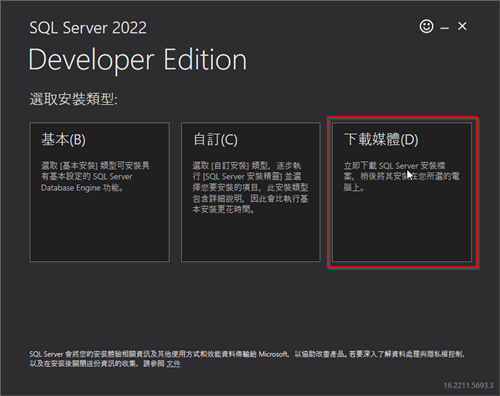 SQL Server 2022
Developer Edition
選取安裝類型:
基本(B)
選取 [基本安裝] 類型可安裝具
有基本設定的 SQL Server
Database Engine 功能。
自訂(C)
選取 [自訂安裝] 類型，逐步執
行 [SQL Server 安裝精靈] 並選
擇您要安裝的項目，此安裝類型
包含詳細說明，因此會比執行基
本安裝更花時間。
下載媒體(D)
立即下載 SQL Server 安裝檔
案，稍後將其安裝在您所選的電
腦上。
SQL Server 會將您的安裝體驗相關資訊及其他使用方式和效能資料傳輸給 Microsoft，以協助改善產品。若要深入了解資料處理與隱私權控制，
以及在安裝後關閉這份資訊的收集，請參閱 文件
16.2211.5693.3